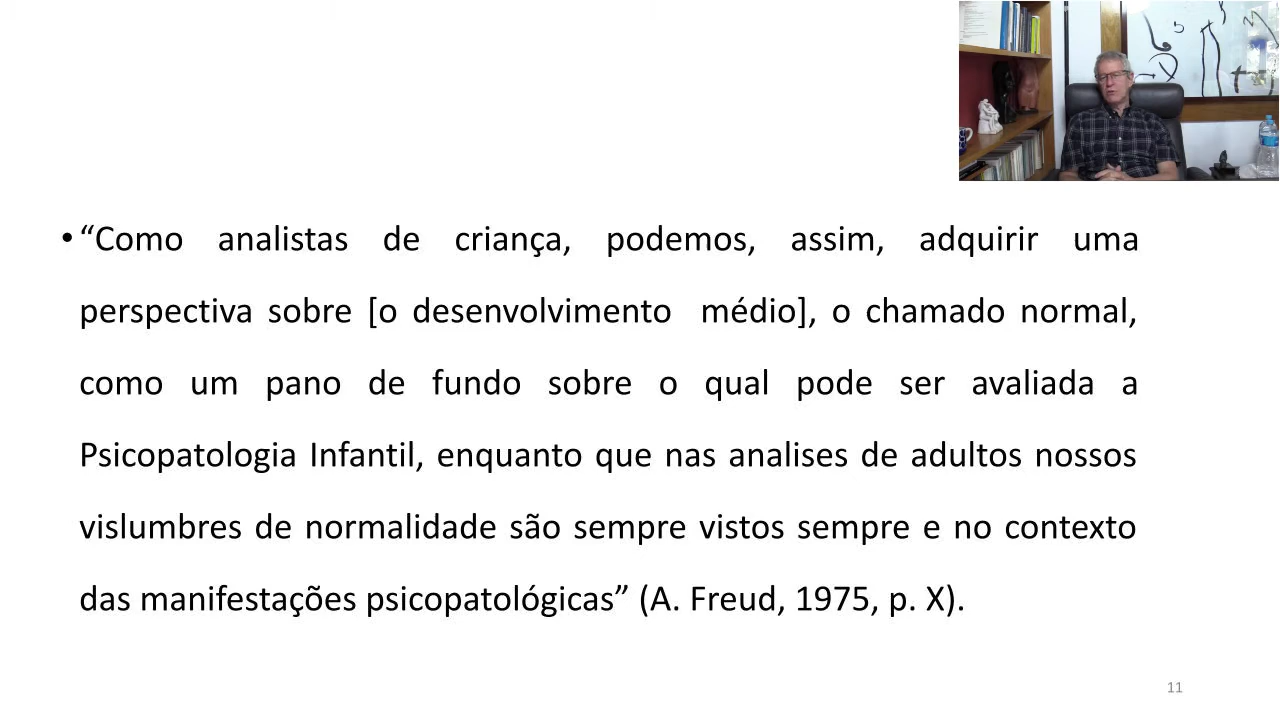 • “Como analistas de criança, podemos, assim, adquirir uma
perspectiva sobre [o desenvolvimento médio], o chamado normal,
como um pano de fundo sobre o qual pode ser avaliada a
Psicopatologia Infantil, enquanto que nas analises de adultos nossos
vislumbres de normalidade são sempre vistos sempre e no contexto
das manifestações psicopatológicas” (A. Freud, 1975, p. X).
11